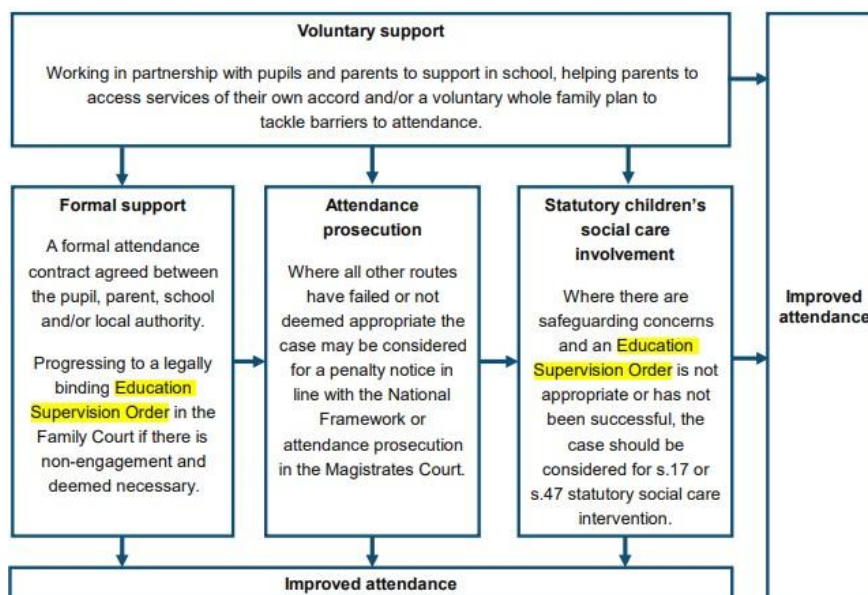 Voluntary support
Working in partnership with pupils and parents to support in school, helping parents to
access services of their own accord and/or a voluntary whole family plan to
tackle barriers to attendance.
Formal support
A formal attendance
contract agreed between
the pupil, parent, school
and/or local authority.
Progressing to a legally
binding Education
Supervision Order in the
Family Court if there is
non-engagement and
deemed necessary.
Attendance
prosecution
Where all other routes
have failed or not
deemed appropriate the
case may be considered
for a penalty notice in
line with the National
Framework or
attendance prosecution
in the Magistrates Court.
Statutory children's
social care
involvement
Where there are
safeguarding concerns
and an Education
Supervision Order is not
appropriate or has not
been successful, the
case should be
considered for s.17 or
s.47 statutory social care
intervention.
Improved
attendance
Improved attendance